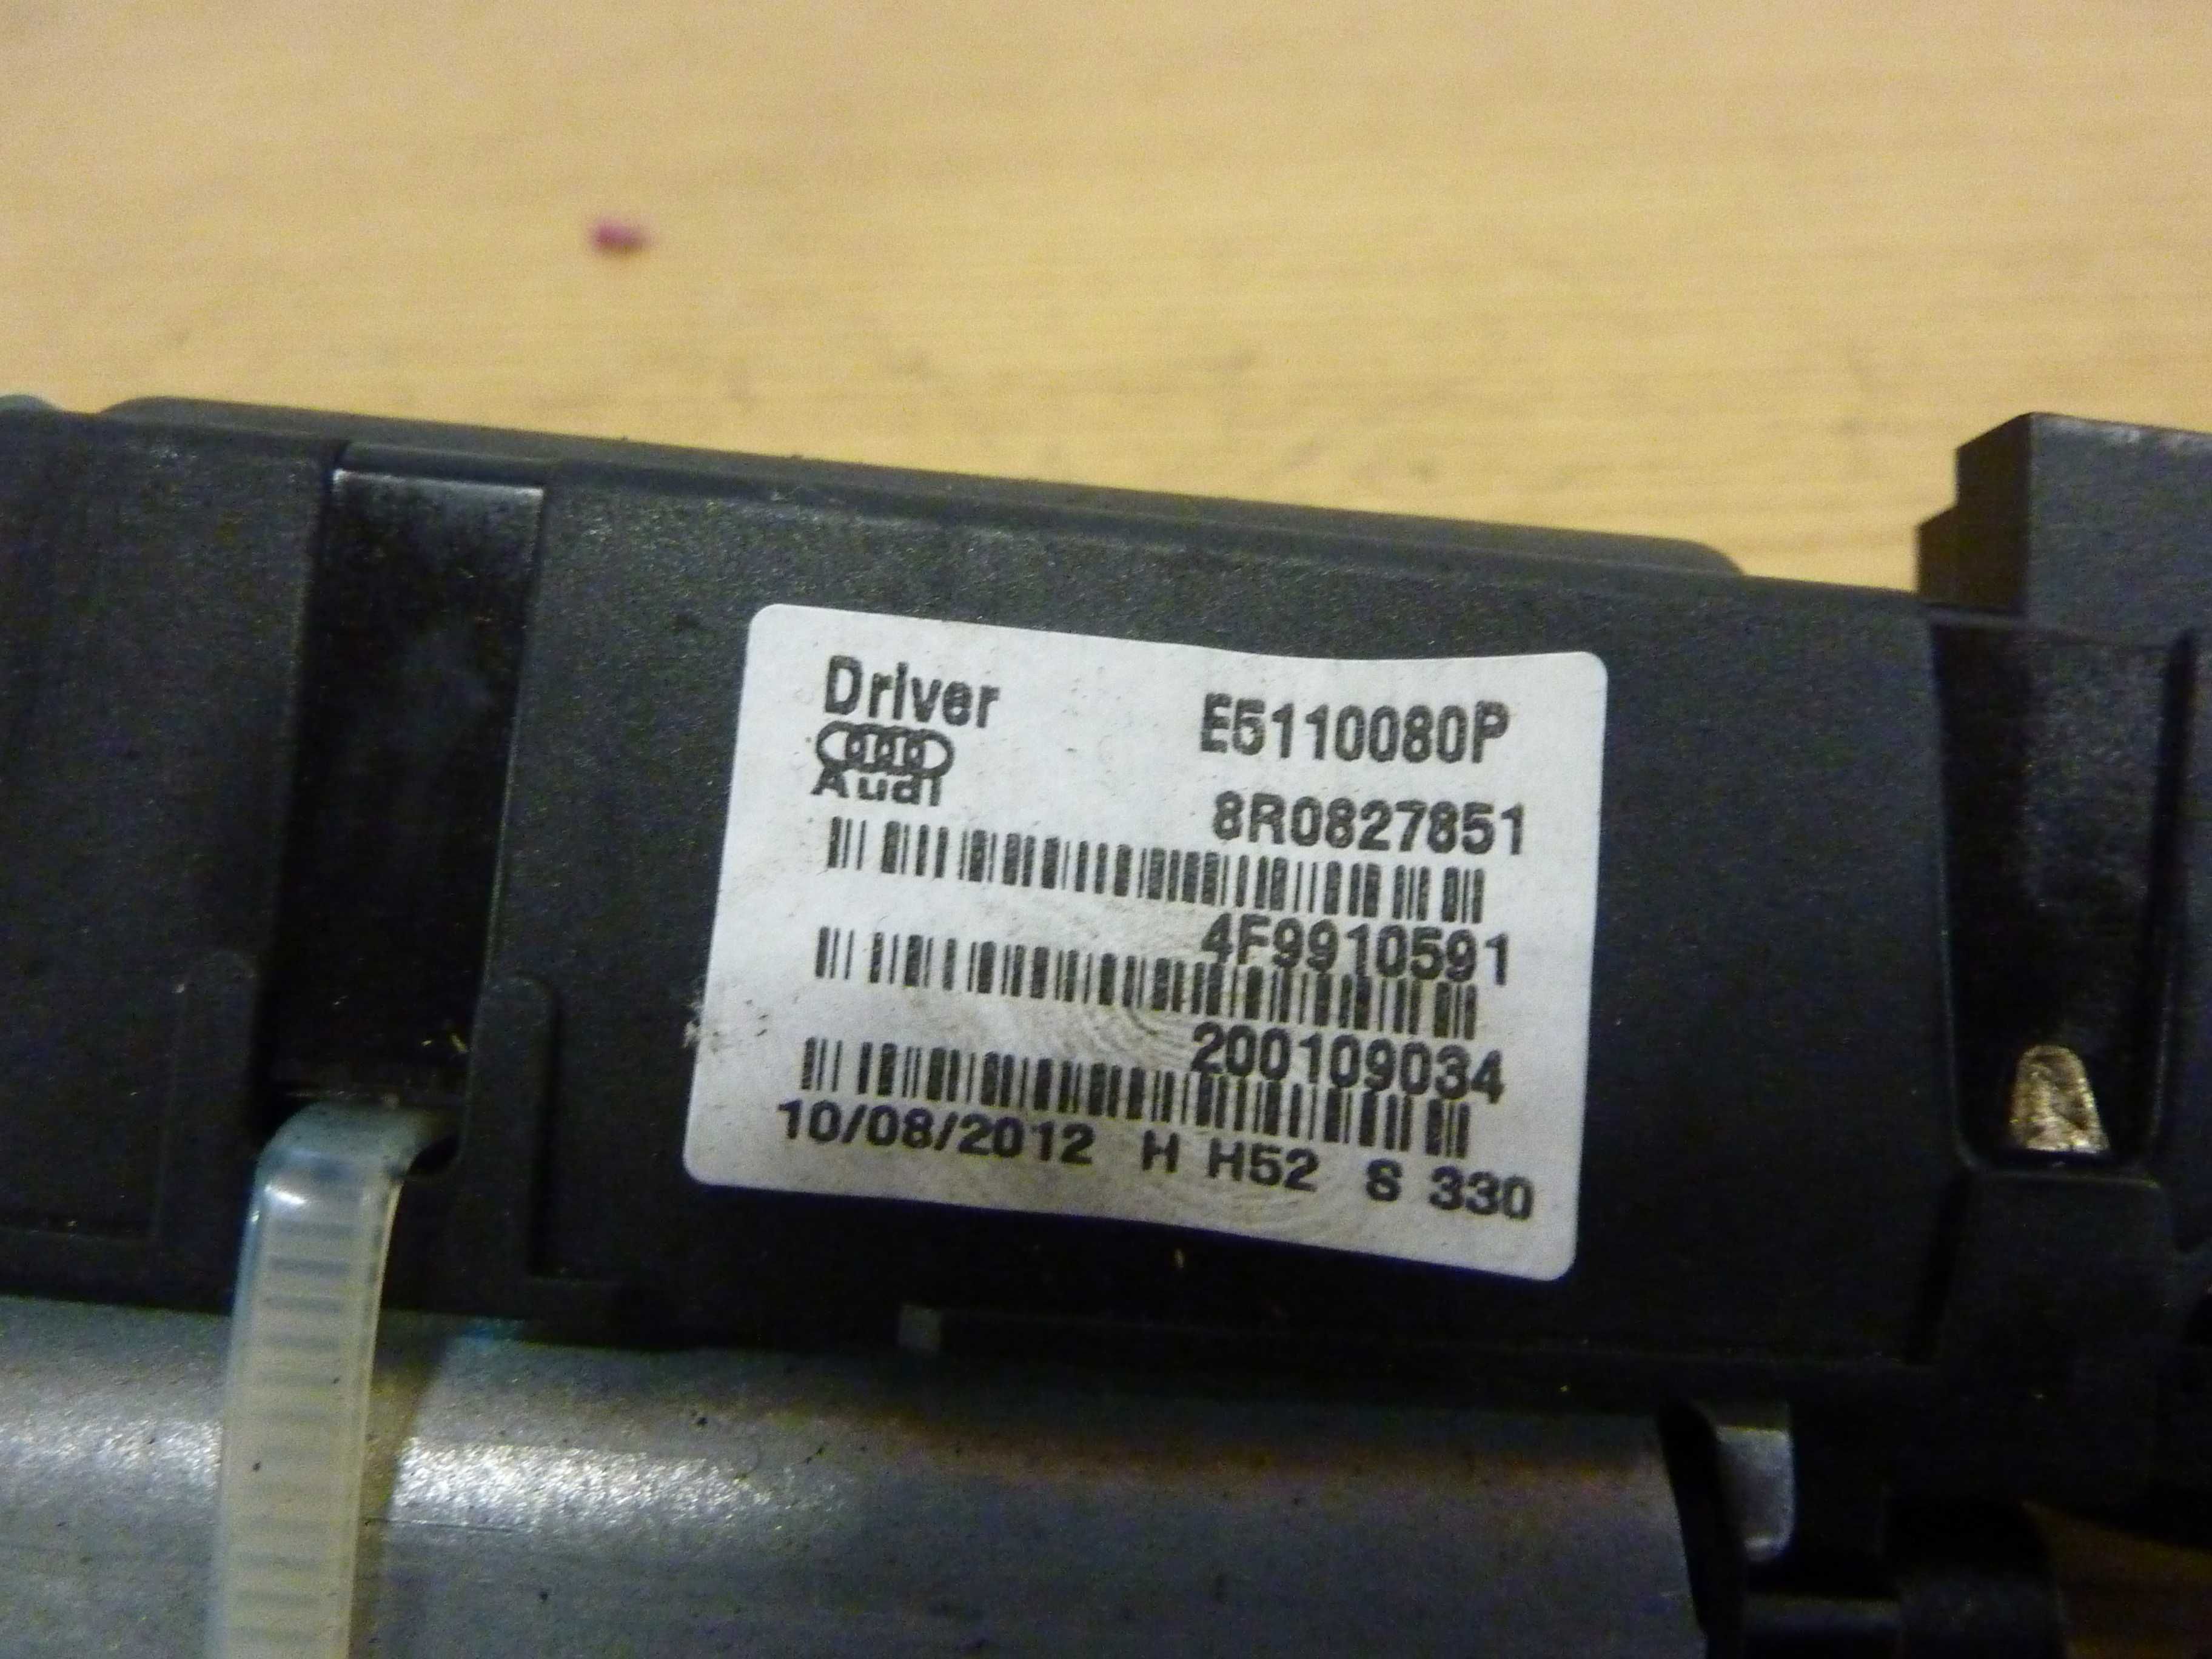 Driver E5110080P
Audi
8R0827851
4F9910591
200109034
10/08/2012 H H52 S 330